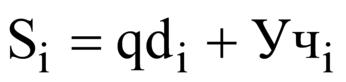 Sᵢ = qdᵢ + Учᵢ